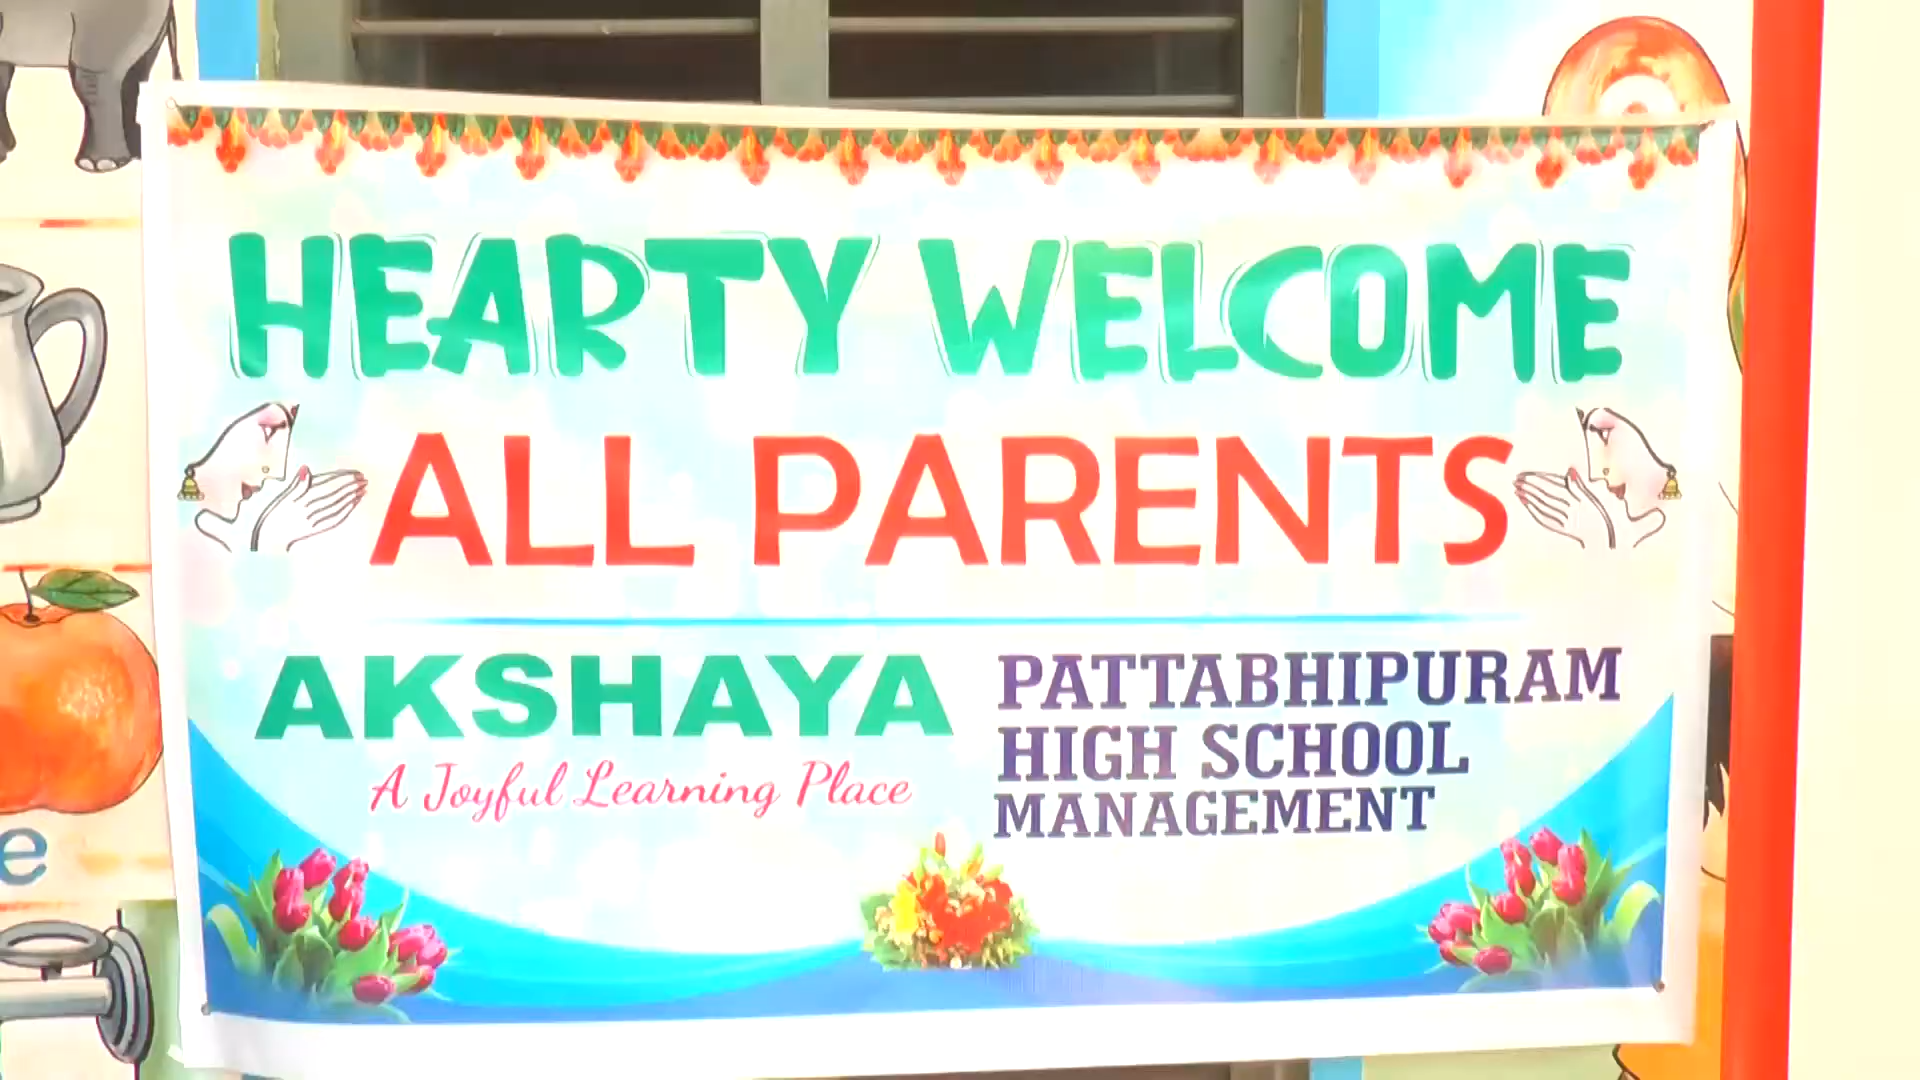 HEARTY WELCOME
ALL PARENTS
AKSHAYA
A Joyful Learning Place
PATTABHIPURAM
HIGH SCHOOL
MANAGEMENT
e